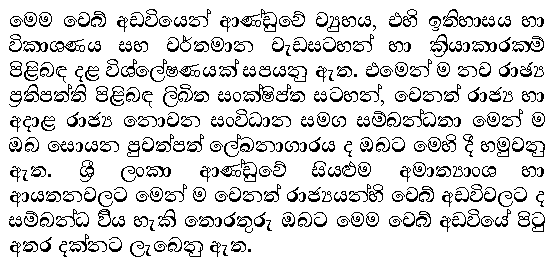 මෙම වෙබ් අඩවියෙන් ආණ්ඩුවේ ව්‍යුහය, එහි ඉතිහාසය හා
විකාශණය සහ වර්තමාන වැඩසටහන් හා ක්‍රියාකාරකම්
පිළිබඳ දළ විශ්ලේෂණයක් සපයනු ඇත. එමෙන් ම නව රාජ්‍ය
ප්‍රතිපත්ති පිළිබඳ ලිඛිත සංක්ෂිප්ත සටහන්, වෙනත් රාජ්‍ය හා
අදාළ රාජ්‍ය නොවන සංවිධාන සමග සම්බන්ධතා මෙන් ම
ඔබ සොයන පුවත්පත් ලේඛනාගාරය ද ඔබට මෙහි දී හමුවනු
ඇත. ශ්‍රී ලංකා ආණ්ඩුවේ සියළුම අමාත්‍යාංශ හා
ආයතනවලට මෙන් ම වෙනත් රාජ්‍යයන්හි වෙබ් අඩවිවලට ද
සම්බන්ධ විය හැකි තොරතුරු ඔබට මෙම වෙබ් අඩවියේ පිටු
අතර දක්නට ලැබෙනු ඇත.